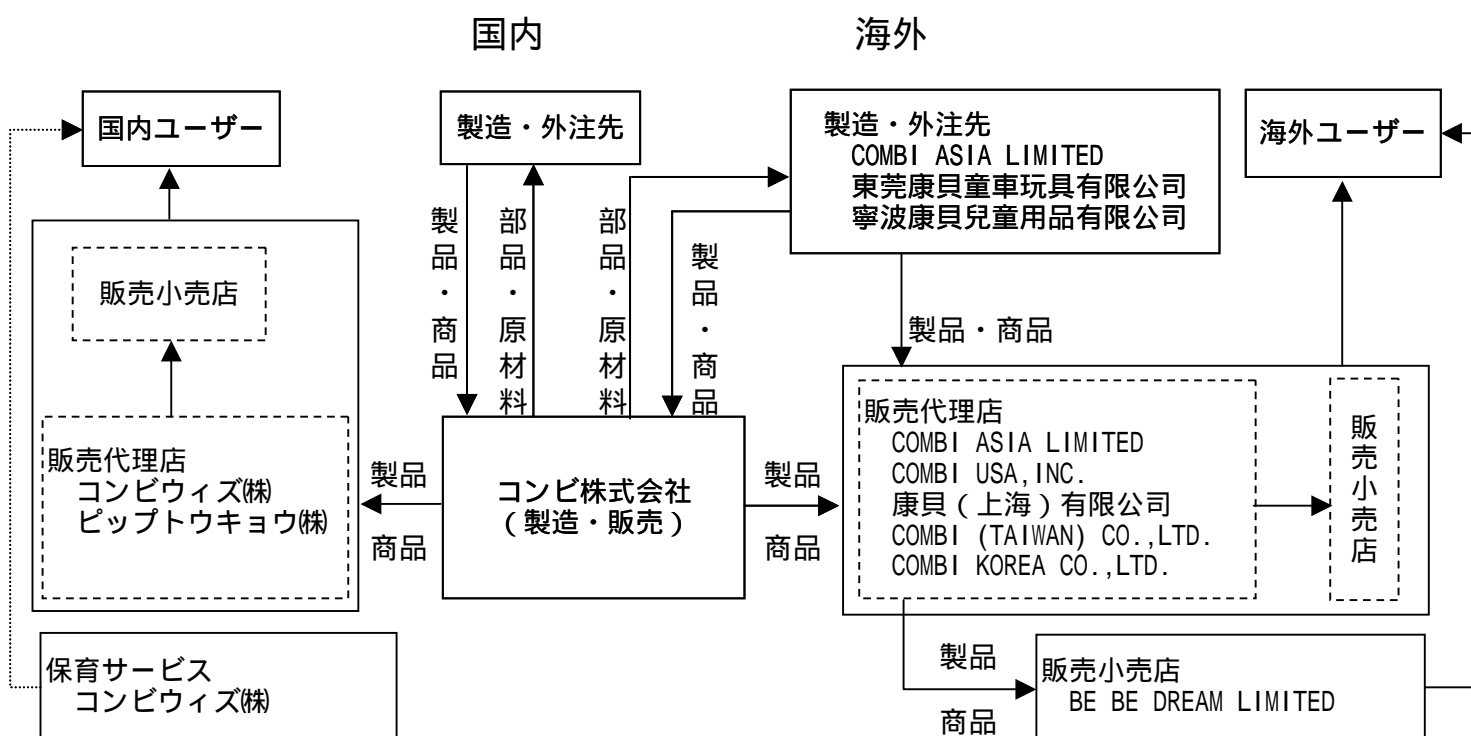 国内
海外
国内ユーザー
製造・外注先
製造・外注先
COMBI ASIA LIMITED
東莞康貝童車玩具有限公司
寧波康貝兒童用品有限公司
海外ユーザー
販売小売店
製品・商品
部品・原材料
部品・原材料
製品・商品
製品・商品
販売代理店
コンビウィズ㈱
ピップトウキョウ㈱
製品
商品
コンビ株式会社
（製造・販売）
製品
商品
販売代理店
COMBI ASIA LIMITED
COMBI USA,INC.
康貝（上海）有限公司
COMBI (TAIWAN) CO.,LTD.
COMBI KOREA CO.,LTD.
販売小売店
保育サービス
コンビウィズ㈱
製品
商品
販売小売店
BE BE DREAM LIMITED